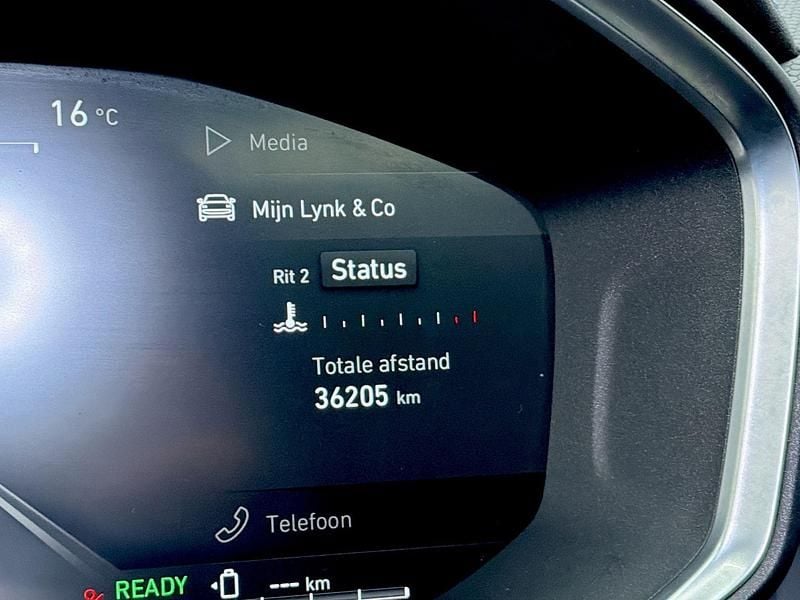 16 °C
Media
Mijn Lynk & Co
Rit 2 Status
Totale afstand
36205 km
Telefoon
READY --- km